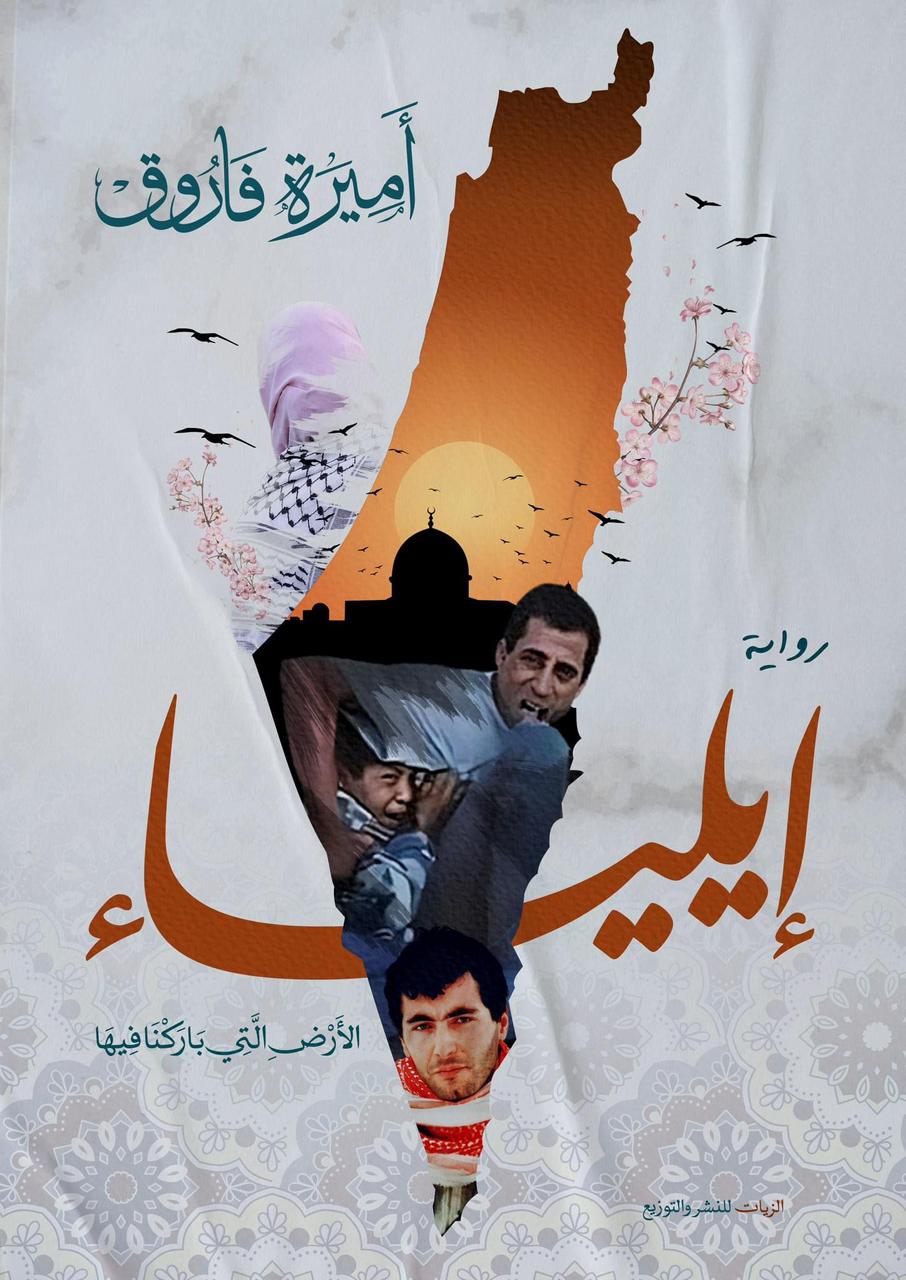 أَمِيرَة فَارُوق
رواية
إيلياء
الأَرْضِ الَّتِي بَارَكْنَا فِيهَا
الزيات للنشر والتوزيع